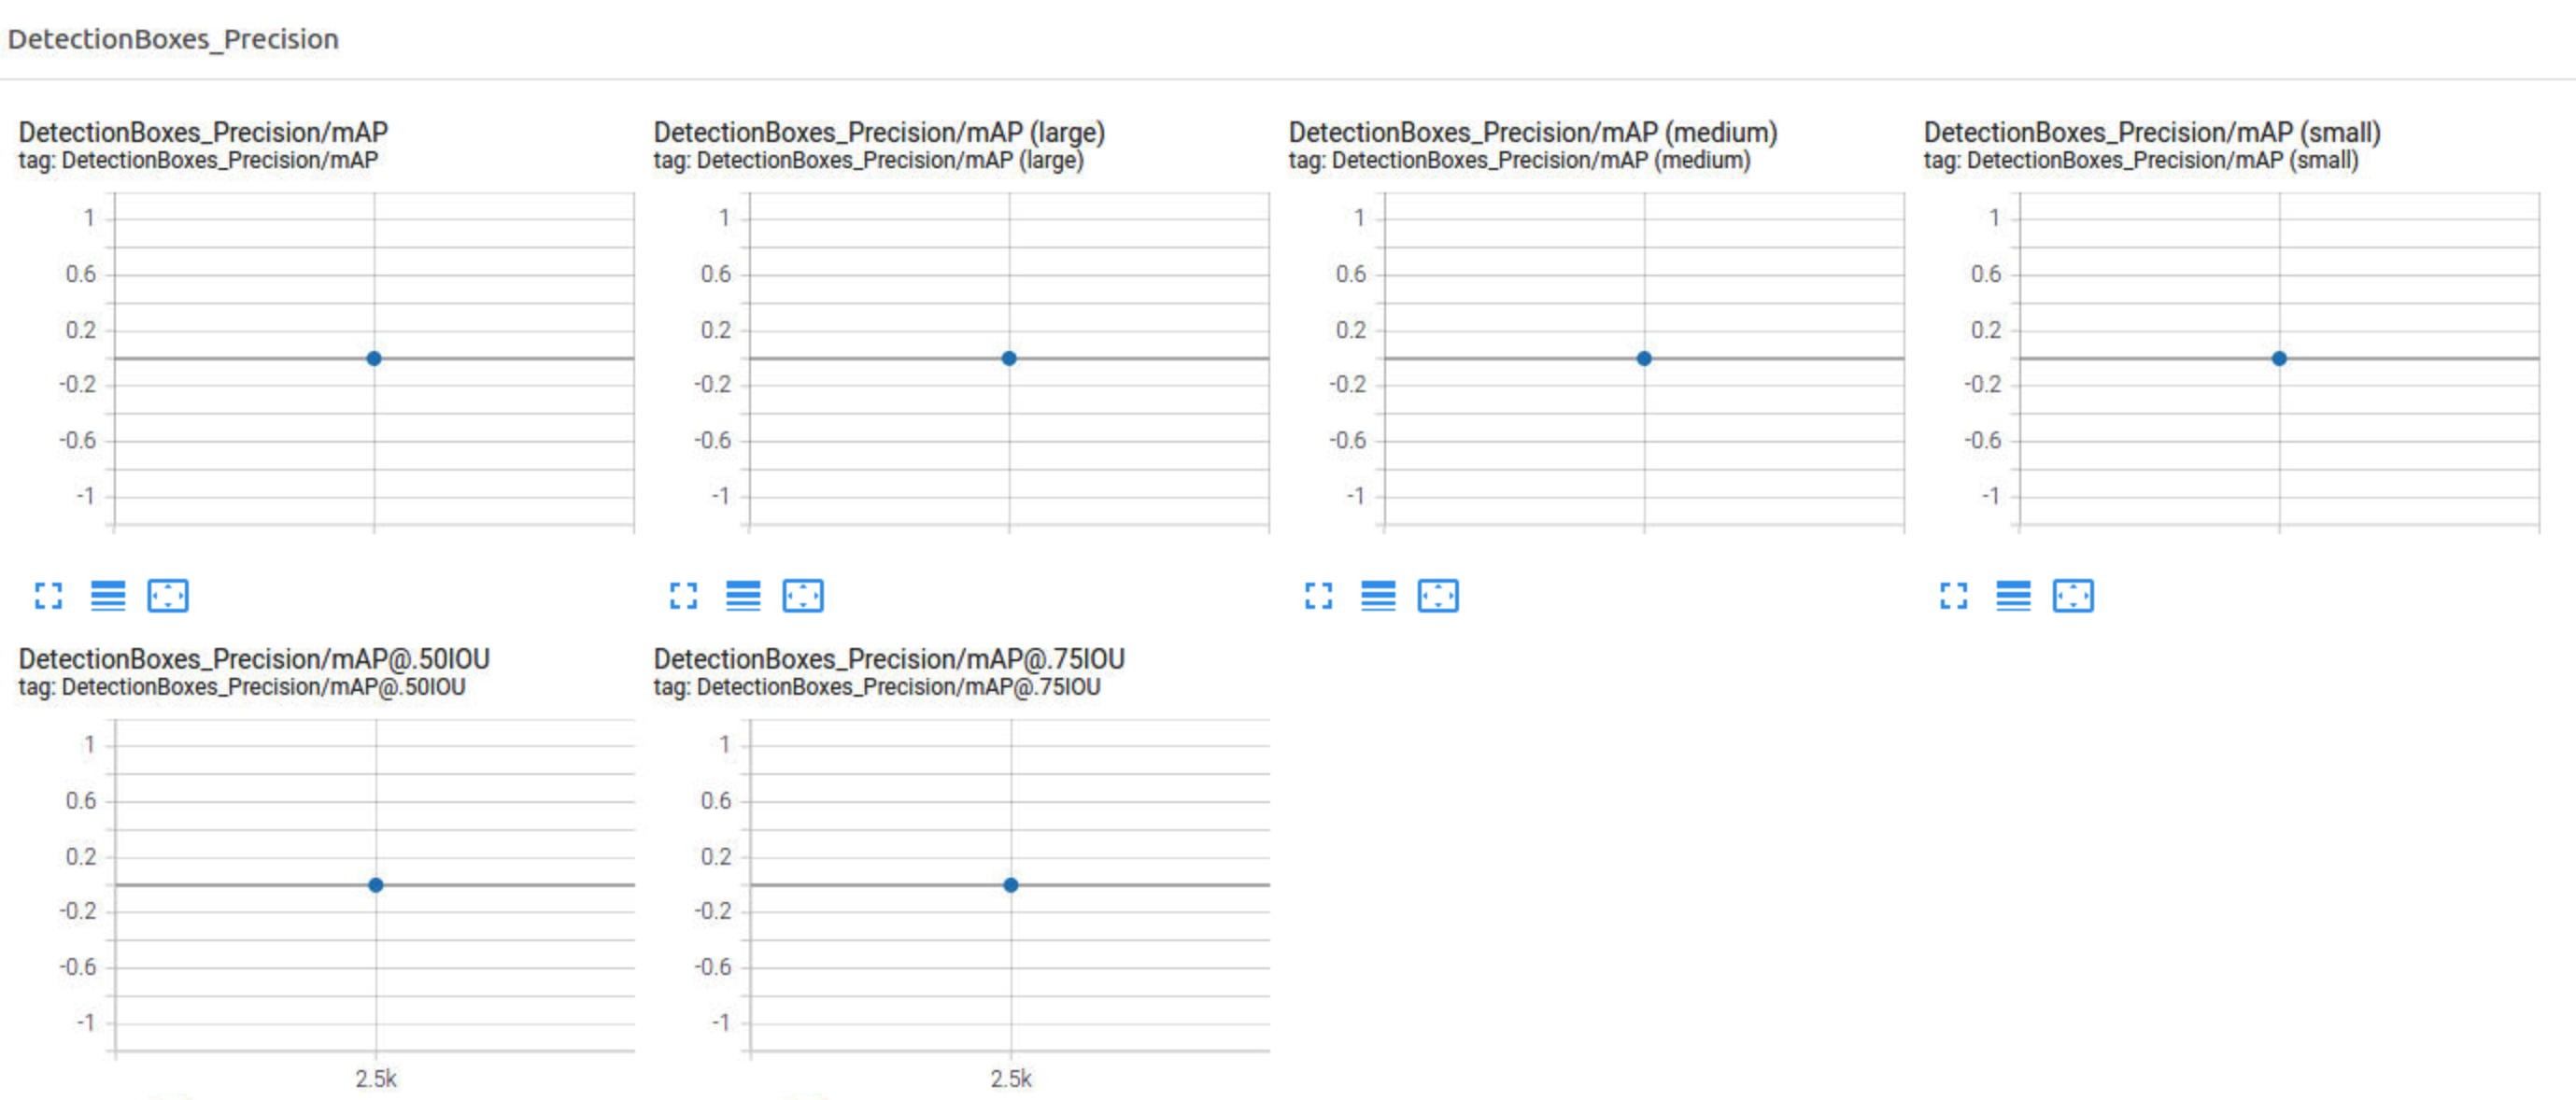 DetectionBoxes_Precision
DetectionBoxes_Precision/mAP
tag: DetectionBoxes_Precision/mAP
1
0.6
0.2
-0.2
-0.6
-1
DetectionBoxes_Precision/mAP (large)
tag: DetectionBoxes_Precision/mAP (large)
1
0.6
0.2
-0.2
-0.6
-1
DetectionBoxes_Precision/mAP (medium)
tag: DetectionBoxes_Precision/mAP (medium)
1
0.6
0.2
-0.2
-0.6
-1
DetectionBoxes_Precision/mAP (small)
tag: DetectionBoxes_Precision/mAP (small)
1
0.6
0.2
-0.2
-0.6
-1
DetectionBoxes_Precision/mAP@.50IOU
tag: DetectionBoxes_Precision/mAP@.50IOU
1
0.6
0.2
-0.2
-0.6
-1
2.5k
DetectionBoxes_Precision/mAP@.75IOU
tag: DetectionBoxes_Precision/mAP@.75IOU
1
0.6
0.2
-0.2
-0.6
-1
2.5k